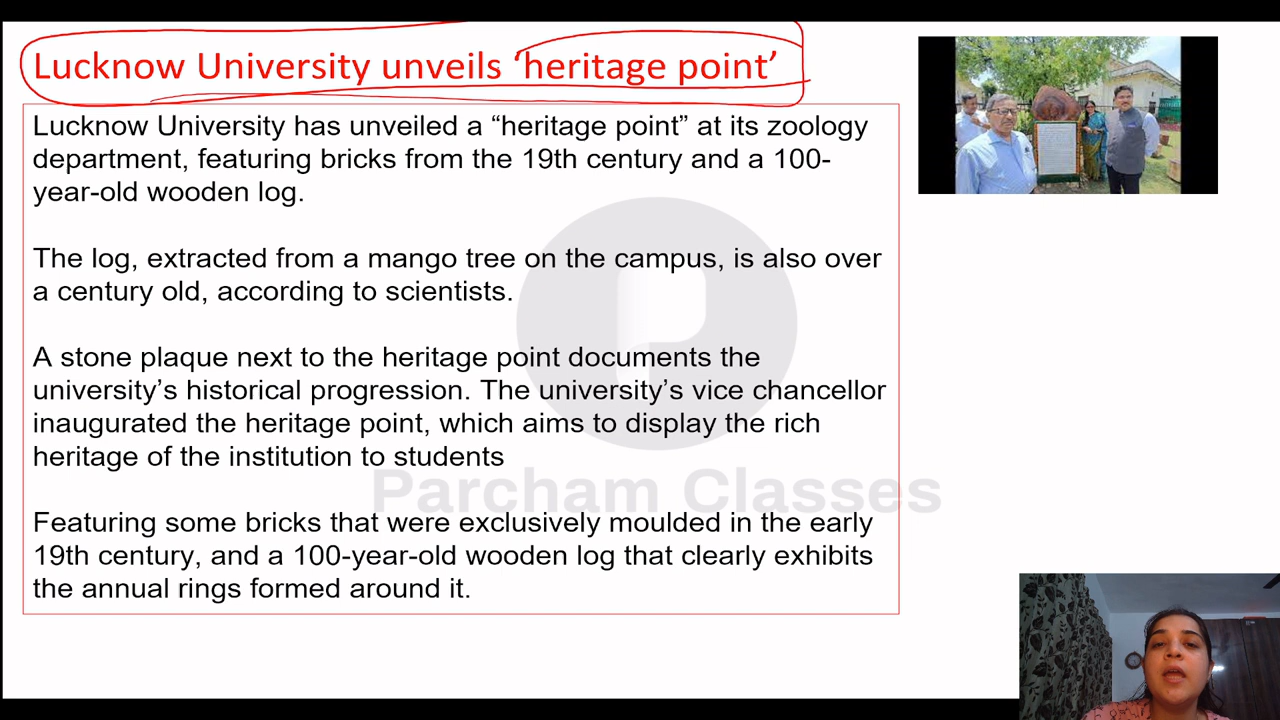 Lucknow University unveils ‘heritage point’
Lucknow University has unveiled a “heritage point” at its zoology
department, featuring bricks from the 19th century and a 100-
year-old wooden log.
The log, extracted from a mango tree on the campus, is also over
a century old, according to scientists.
A stone plaque next to the heritage point documents the
university’s historical progression. The university’s vice chancellor
inaugurated the heritage point, which aims to display the rich
heritage of the institution to students
Parcham Classes
Featuring some bricks that were exclusively moulded in the early
19th century, and a 100-year-old wooden log that clearly exhibits
the annual rings formed around it.